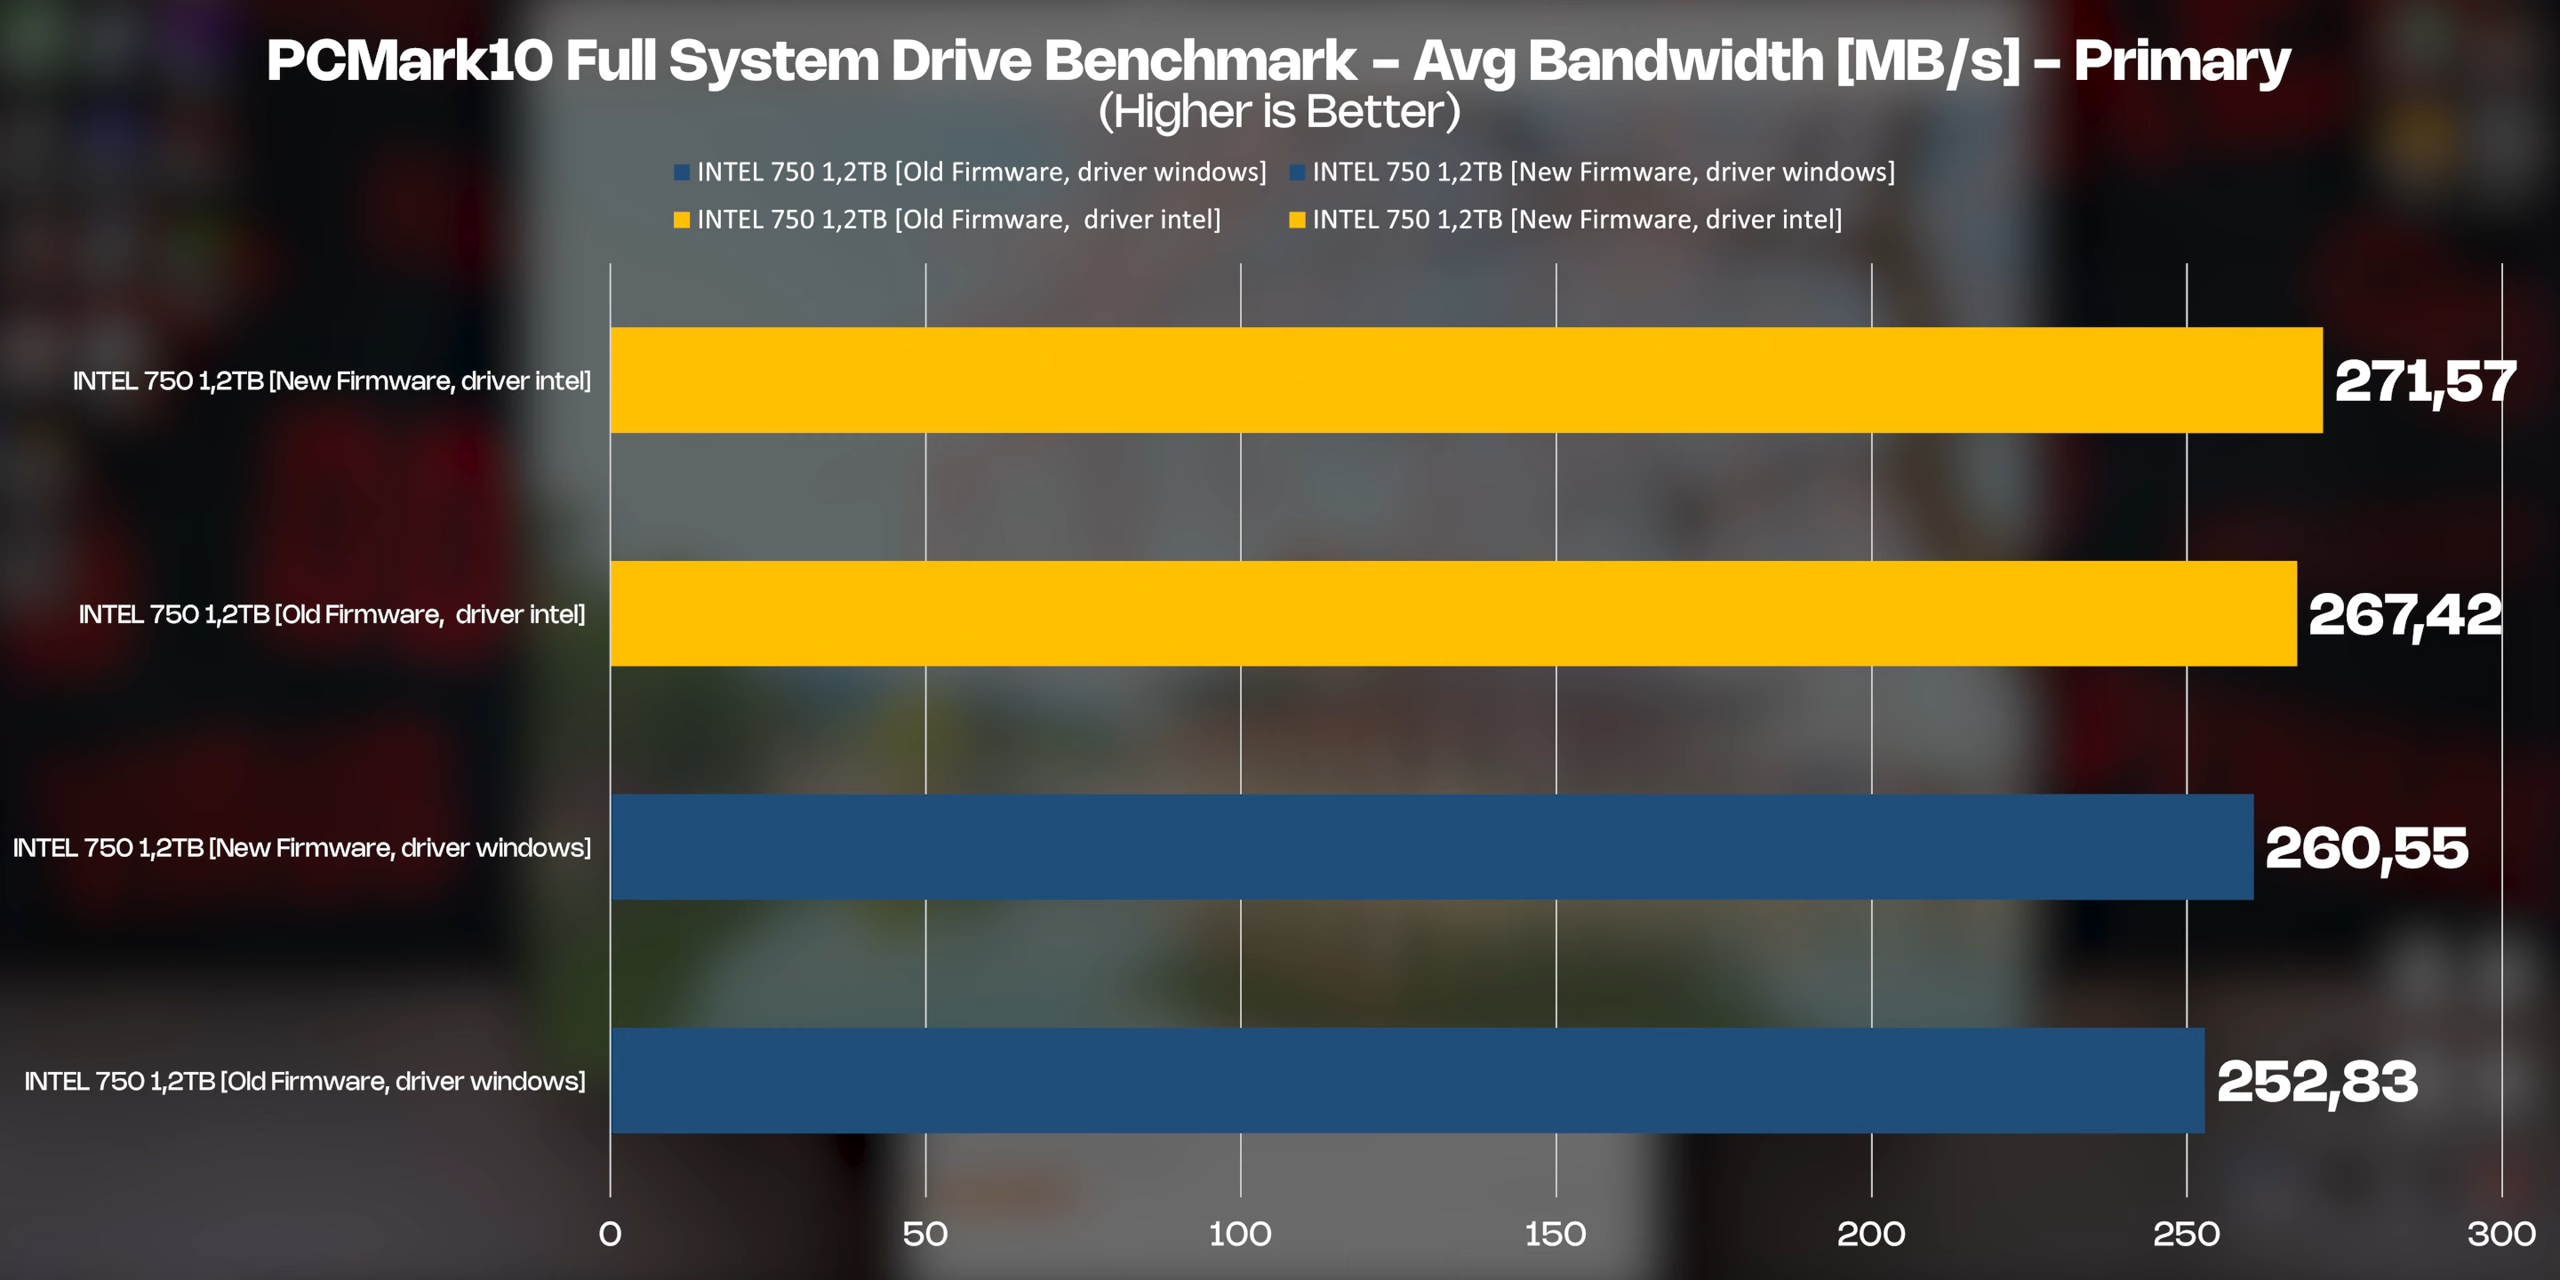 PCMark10 Full System Drive Benchmark - Avg Bandwidth [MB/s] - Primary
(Higher is Better)
INTEL 750 1,2TB [Old Firmware, driver windows] INTEL 750 1,2TB [New Firmware, driver windows]
INTEL 750 1,2TB [Old Firmware,  driver intel] INTEL 750 1,2TB [New Firmware, driver intel]
INTEL 750 1,2TB [New Firmware, driver intel] 271,57
INTEL 750 1,2TB [Old Firmware,  driver intel] 267,42
INTEL 750 1,2TB [New Firmware, driver windows] 260,55
INTEL 750 1,2TB [Old Firmware, driver windows] 252,83
0 50 100 150 200 250 300